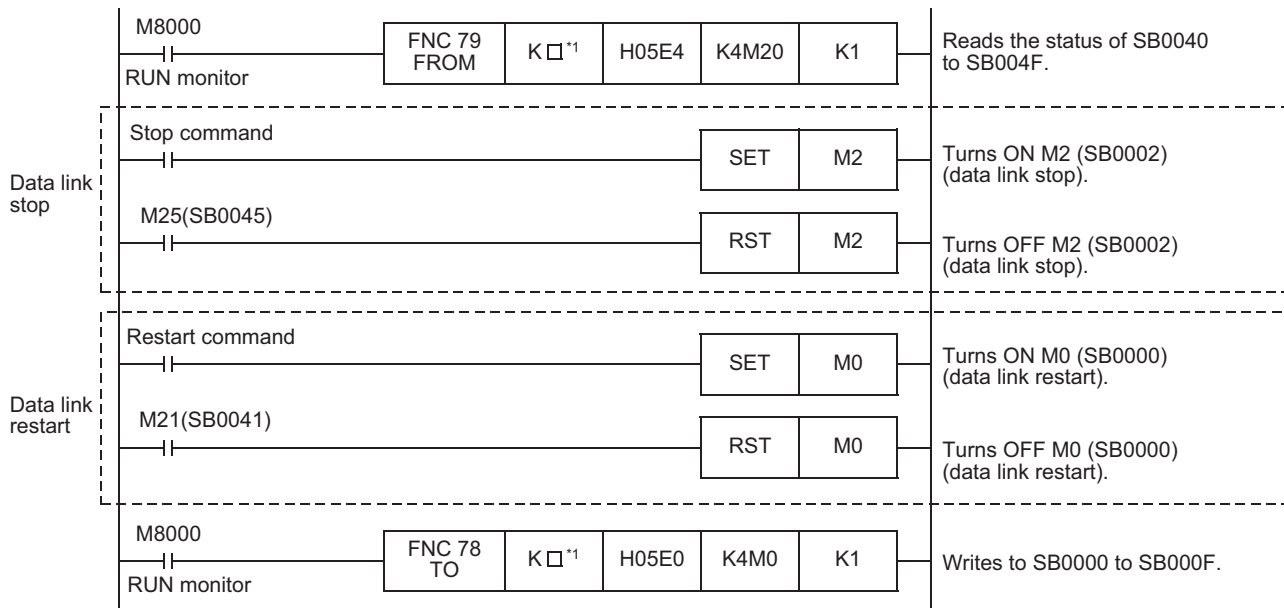 M8000
RUN monitor
FNC 79
FROM
K□*1
H05E4
K4M20
K1
Reads the status of SB0040
to SB004F.
Data link
stop
Stop command
SET
M2
Turns ON M2 (SB0002)
(data link stop).
M25(SB0045)
RST
M2
Turns OFF M2 (SB0002)
(data link stop).
Data link
restart
Restart command
SET
M0
Turns ON M0 (SB0000)
(data link restart).
M21(SB0041)
RST
M0
Turns OFF M0 (SB0000)
(data link restart).
M8000
RUN monitor
FNC 78
TO
K□*1
H05E0
K4M0
K1
Writes to SB0000 to SB000F.